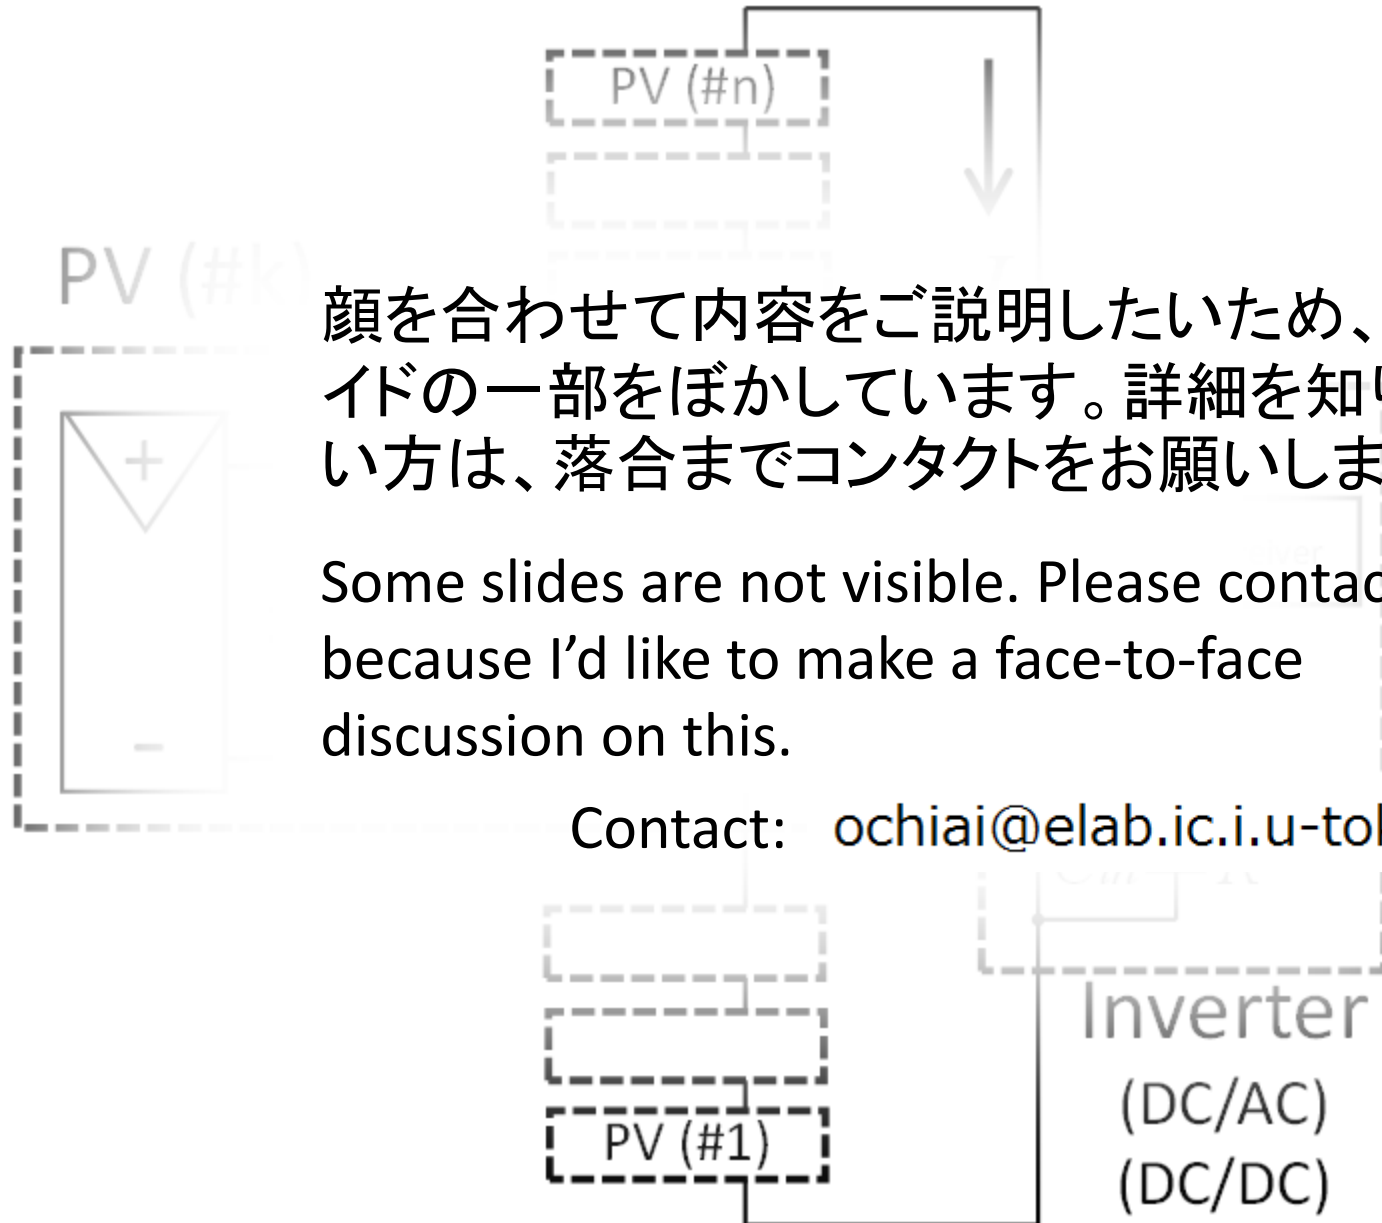 PV (#n)
PV (#k)
顔を合わせて内容をご説明したいため、
イドの一部をぼかしています。詳細を知
い方は、落合までコンタクトをお願いしま
Some slides are not visible. Please contac
because I’d like to make a face-to-face
discussion on this.
Contact: ochiai@elab.ic.i.u-to
Inverter
(DC/AC)
(DC/DC)
PV (#1)